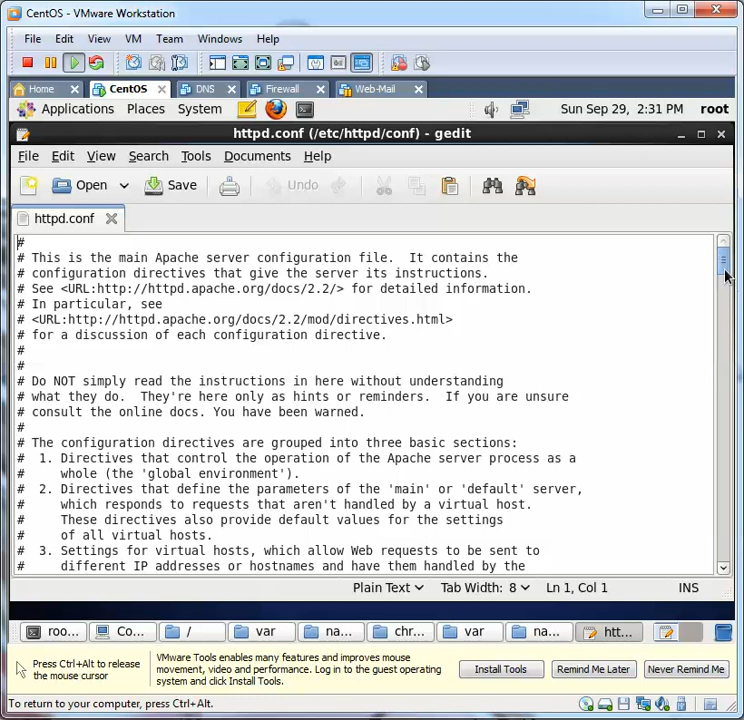 CentOS - VMware Workstation
File Edit View VM Team Windows Help
Home CentOS DNS Firewall Web-Mail
Applications Places System Sun Sep 29, 2:31 PM root
httpd.conf (/etc/httpd/conf) - gedit
File Edit View Search Tools Documents Help
Open Save Undo
httpd.conf
#
# This is the main Apache server configuration file.  It contains the
# configuration directives that give the server its instructions.
# See <URL:http://httpd.apache.org/docs/2.2/> for detailed information.
# In particular, see
# <URL:http://httpd.apache.org/docs/2.2/mod/directives.html>
# for a discussion of each configuration directive.
#
#
# Do NOT simply read the instructions in here without understanding
# what they do.  They're here only as hints or reminders.  If you are unsure
# consult the online docs. You have been warned.
#
# The configuration directives are grouped into three basic sections:
#  1. Directives that control the operation of the Apache server process as a
#     whole (the 'global environment').
#  2. Directives that define the parameters of the 'main' or 'default' server,
#     which responds to requests that aren't handled by a virtual host.
#     These directives also provide default values for the settings
#     of all virtual hosts.
#  3. Settings for virtual hosts, which allow Web requests to be sent to
#     different IP addresses or hostnames and have them handled by the
Plain Text Tab Width: 8 Ln 1, Col 1 INS
roo... Co... / var na... chr... var na... htt...
Press Ctrl+Alt to release
the mouse cursor
VMware Tools enables many features and improves mouse
movement, video and performance. Log in to the guest operating
system and click Install Tools.
Install Tools Remind Me Later Never Remind Me
To return to your computer, press Ctrl+Alt.